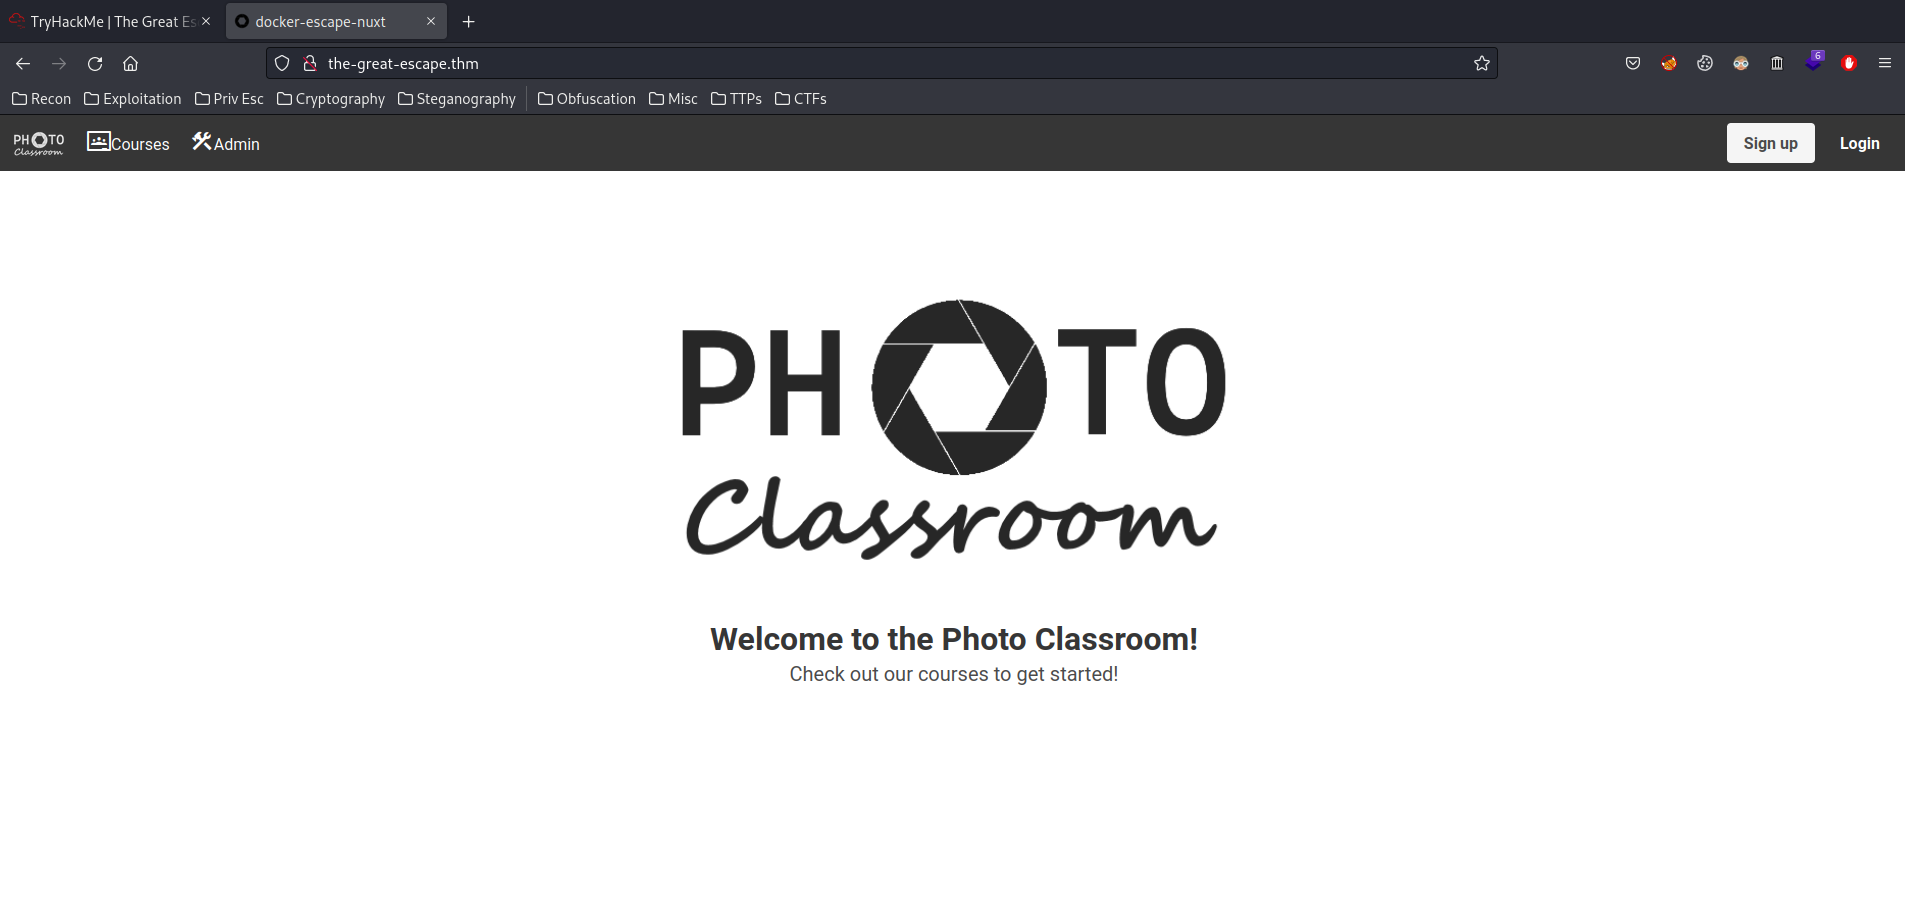 TryHackMe | The Great Es
docker-escape-nuxt
the-great-escape.thm
6
Recon Exploitation Priv Esc Cryptography Steganography Obfuscation Misc TTPs CTFs
PHOTO
Classroom
Courses Admin Sign up Login
PHOTO
Classroom
Welcome to the Photo Classroom!
Check out our courses to get started!